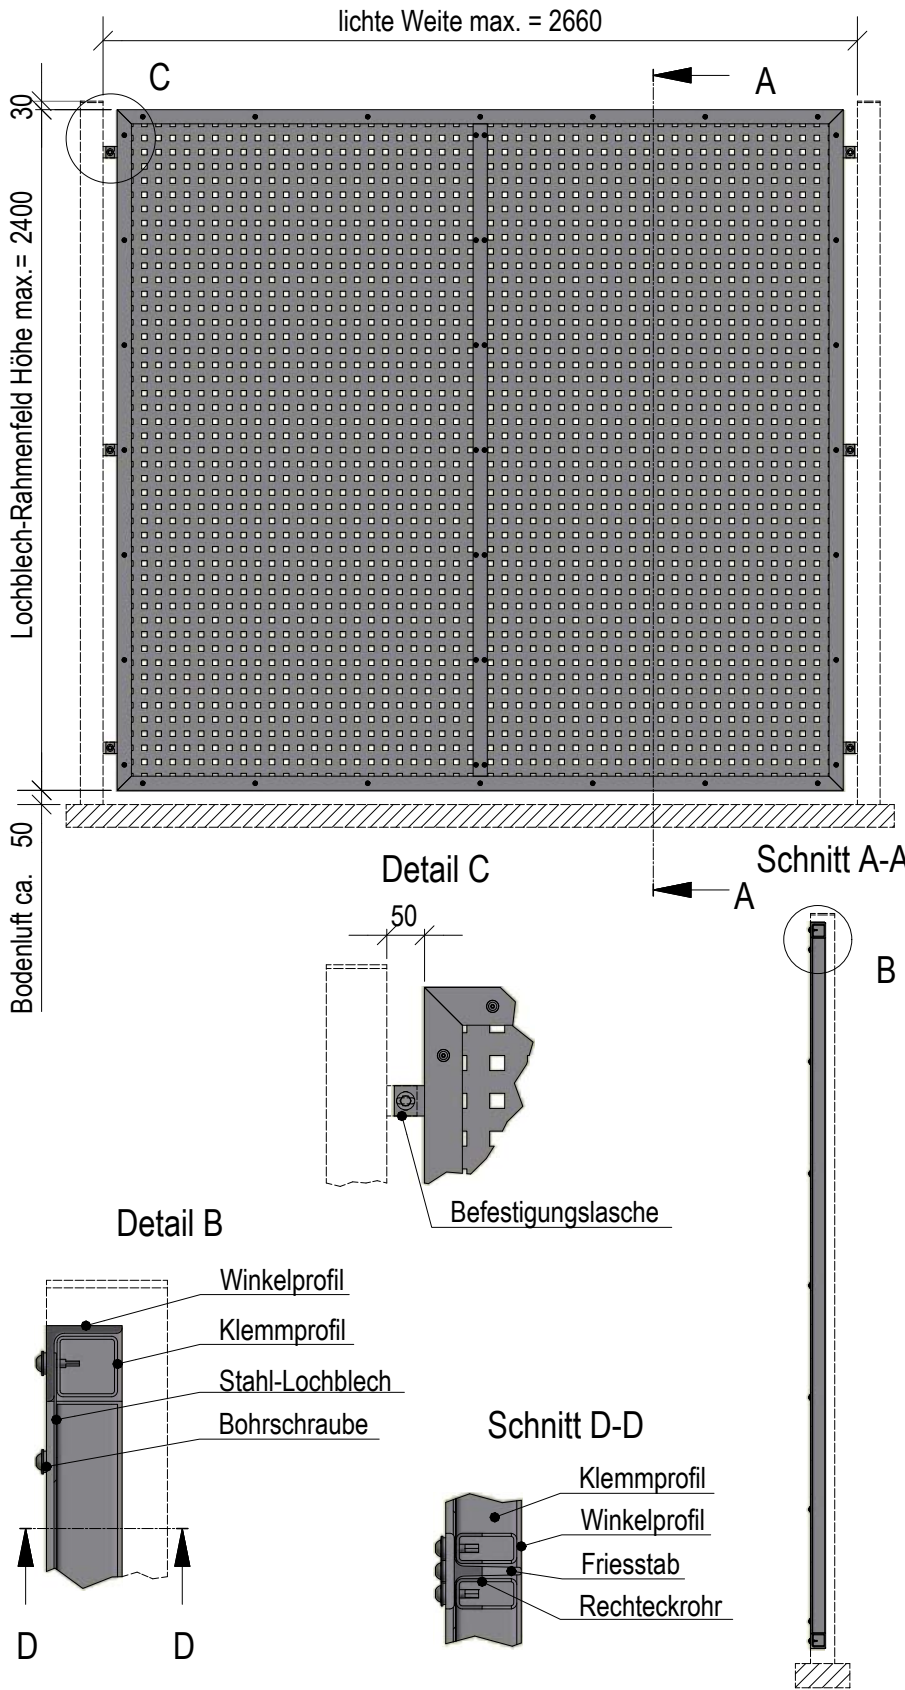 lichte Weite max. = 2660
C
A
30
Lochblech-Rahmenfeld Höhe max.= 2400
Bodenluft ca. 50
Detail C
A
Schnitt A-A
50
B
Befestigungslasche
Detail B
Winkelprofil
Klemmprofil
Stahl-Lochblech
Bohrschraube
D
D
Schnitt D-D
Klemmprofil
Winkelprofil
Friesstab
Rechteckrohr